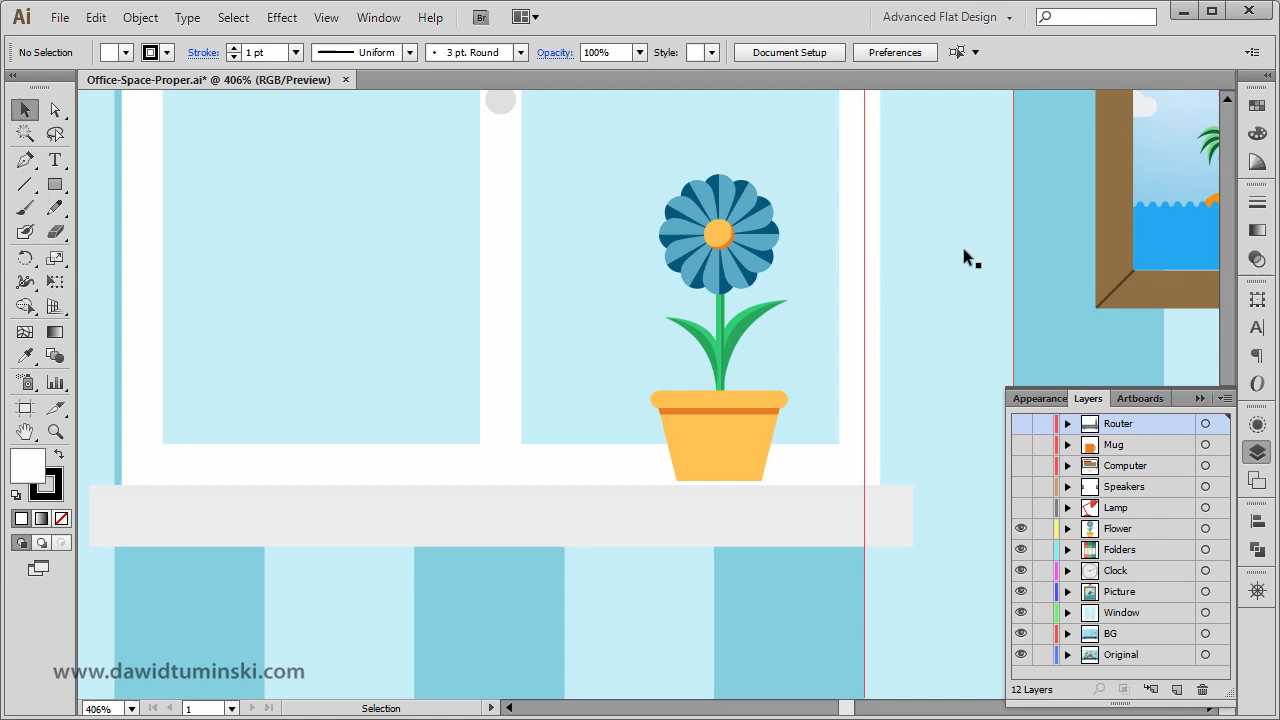 Ai File Edit Object Type Select Effect View Window Help Br Advanced Flat Design
No Selection Stroke: 1 pt Uniform 3 pt. Round Opacity: 100% Style: Document Setup Preferences
Office-Space-Proper.ai* @ 406% (RGB/Preview)
Appearance Layers Artboards
Router
Mug
Computer
Speakers
Lamp
Flower
Folders
Clock
Picture
Window
BG
Original
12 Layers
www.dawidtuminski.com
406% 1 Selection